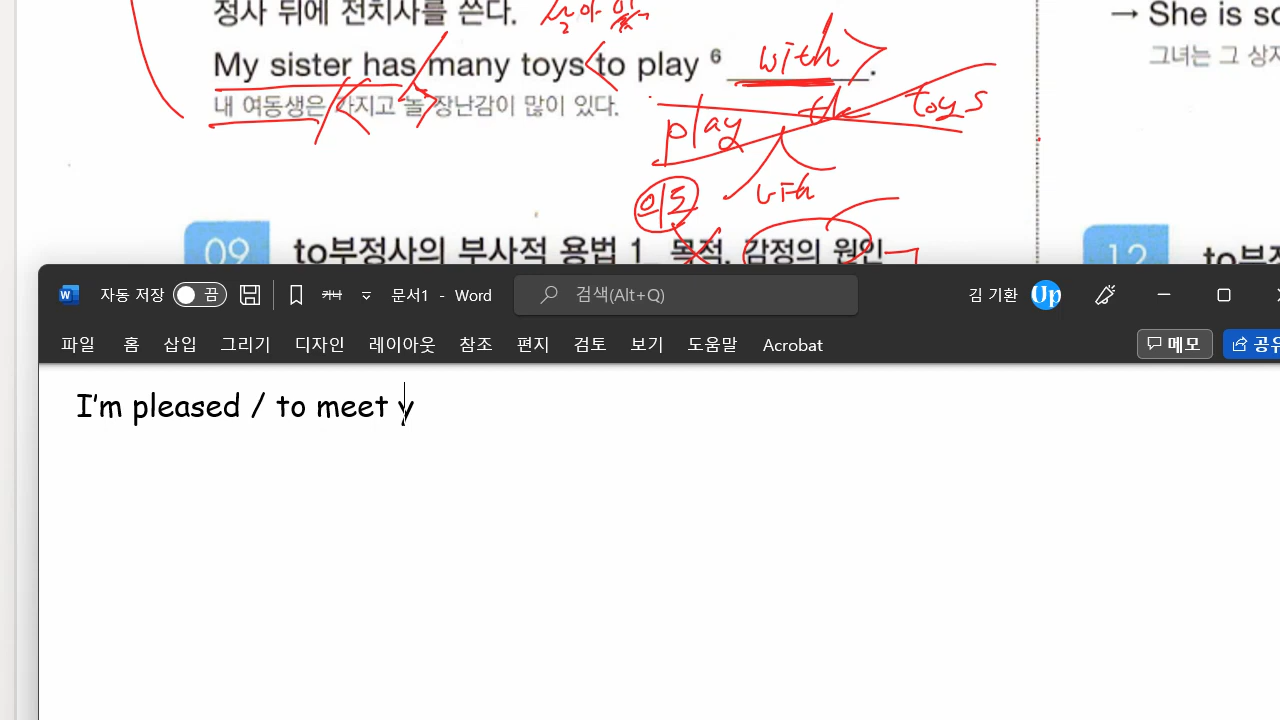 정사 뒤에 전치사를 쓴다.
My sister has many toys to play ⁶ with.
내 여동생은 가지고 놀 장난감이 많이 있다.
play the toys
with
의도
09 to부정사의 부사적 용법 1 목적, 감정의 원인
→ She is so
그녀는 그 상자
12 to부정
자동 저장 끔 가나 문서1 - Word 검색(Alt+Q) 김 기환 Up
파일 홈 삽입 그리기 디자인 레이아웃 참조 편지 검토 보기 도움말 Acrobat 메모 공유
I'm pleased / to meet y